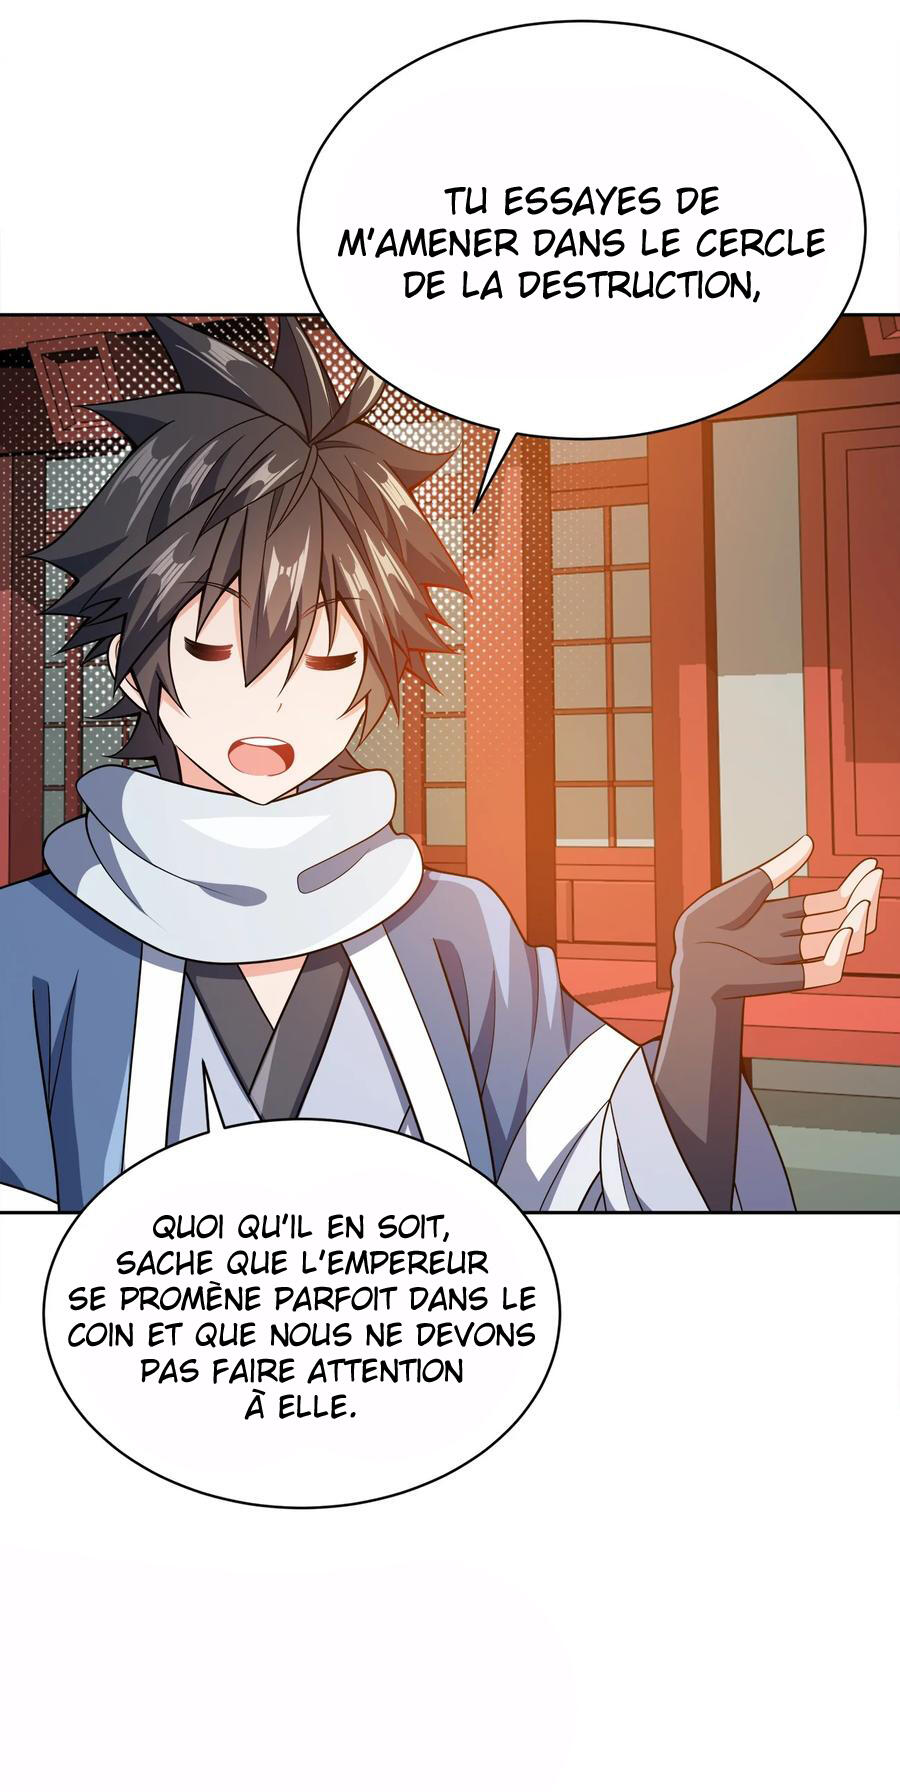 TU ESSAYES DE
M'AMENER DANS LE CERCLE
DE LA DESTRUCTION,
QUOI QU'IL EN SOIT,
SACHE QUE L'EMPEREUR
SE PROMÈNE PARFOIT DANS LE
COIN ET QUE NOUS NE DEVONS
PAS FAIRE ATTENTION
À ELLE.